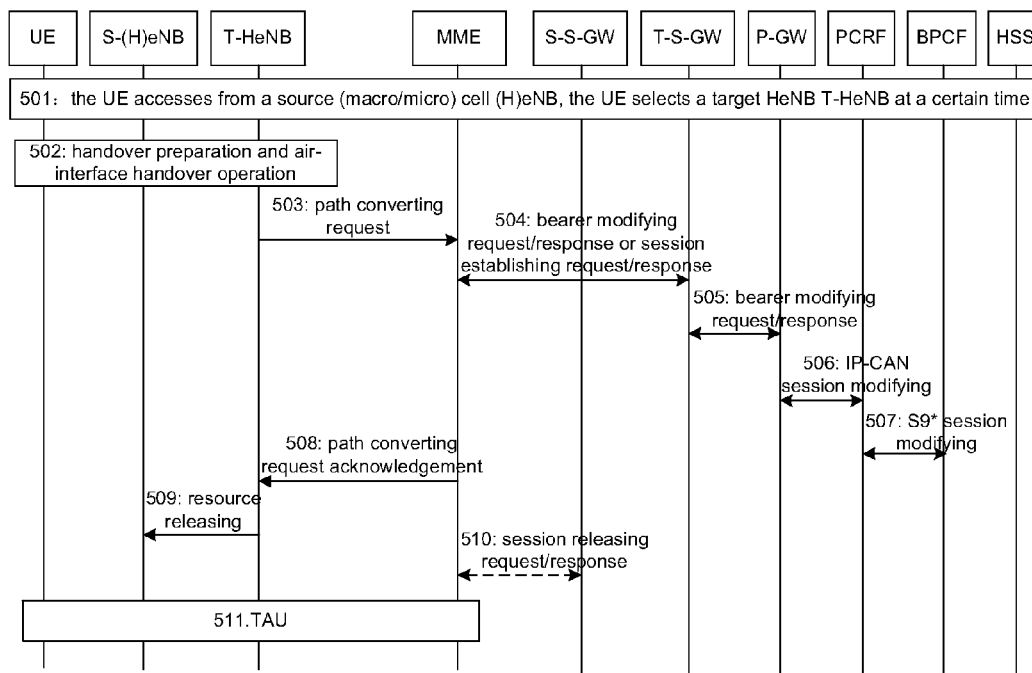 UE S-(H)eNB T-HeNB MME S-S-GW T-S-GW P-GW PCRF BPCF HSS
501：the UE accesses from a source (macro/micro) cell (H)eNB, the UE selects a target HeNB T-HeNB at a certain time
502: handover preparation and air-
interface handover operation
503: path converting
request
504: bearer modifying
request/response or session
establishing request/response
505: bearer modifying
request/response
506: IP-CAN
session modifying
507: S9* session
modifying
508: path converting
request acknowledgement
509: resource
releasing
510: session releasing
request/response
511.TAU